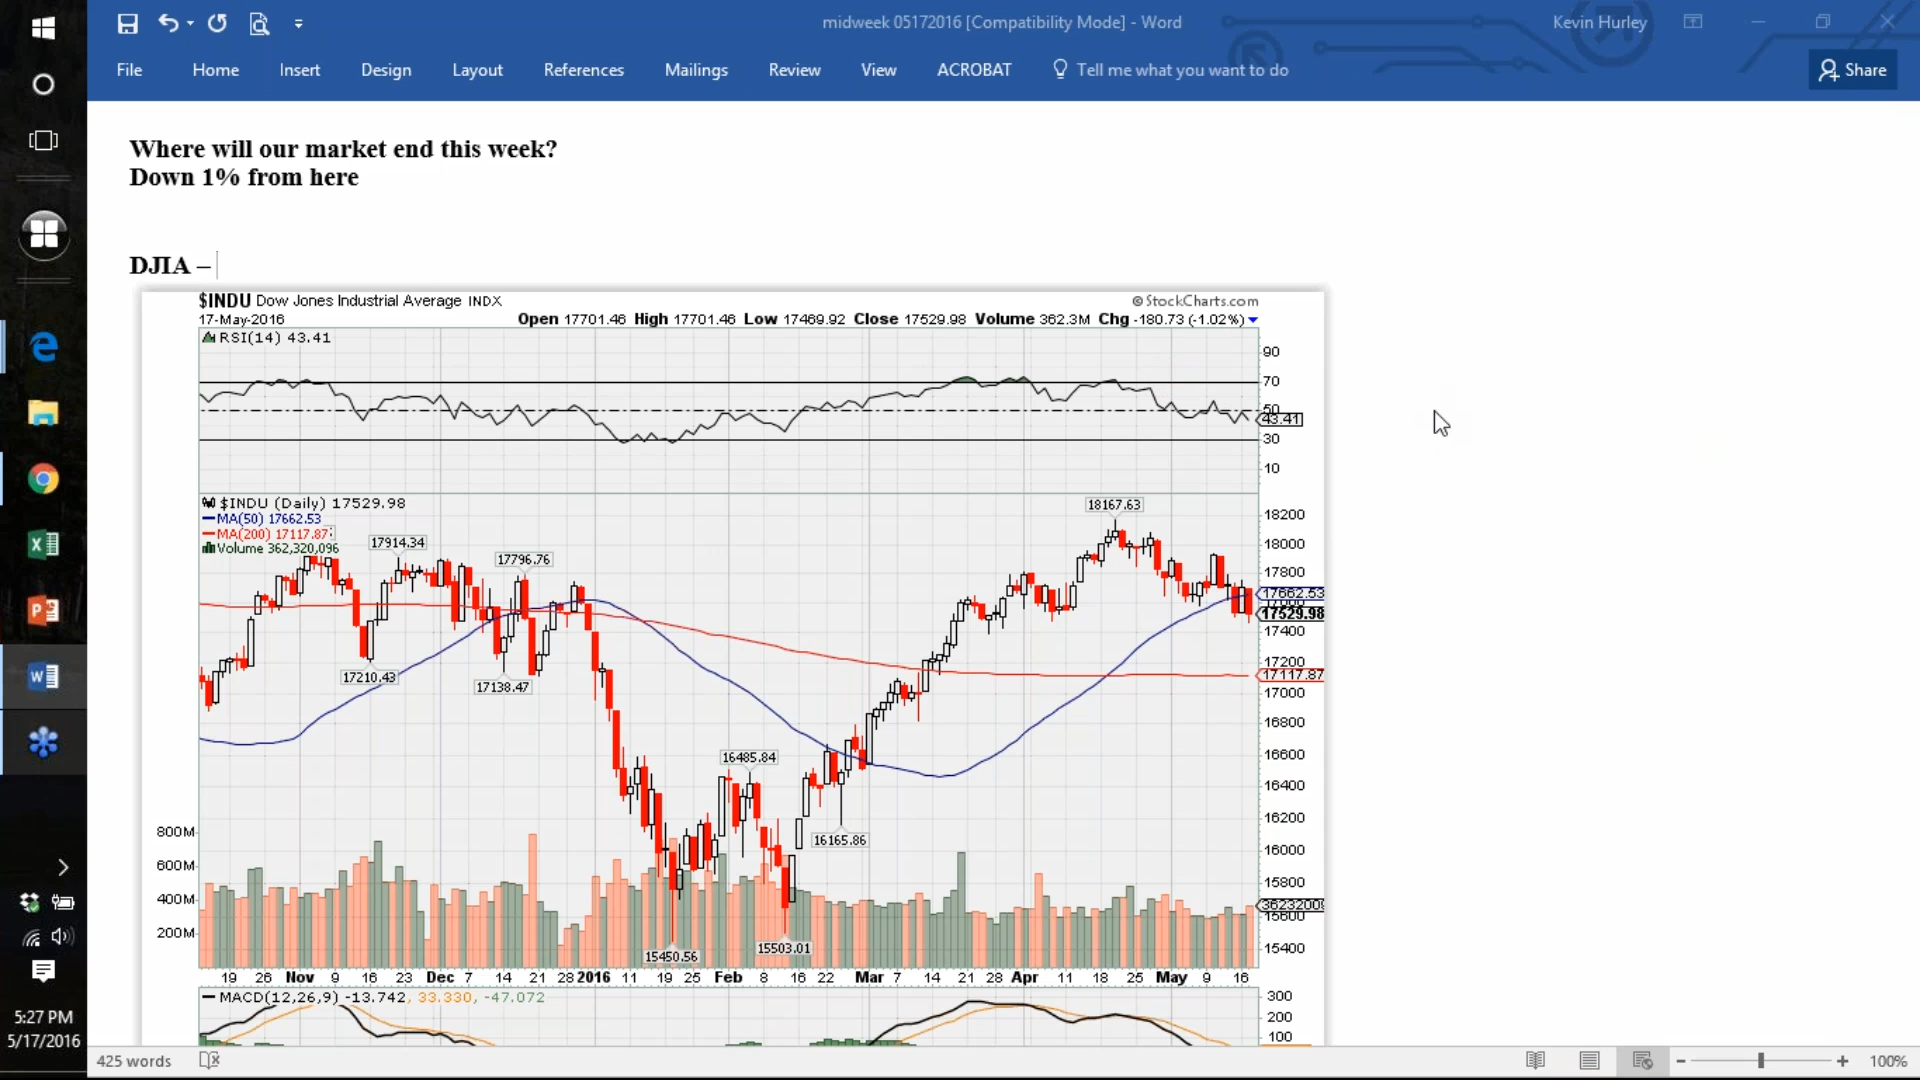 midweek 05172016 [Compatibility Mode] - Word
Kevin Hurley
File Home Insert Design Layout References Mailings Review View ACROBAT Tell me what you want to do Share
Where will our market end this week?
Down 1% from here
DJIA –
$INDU Dow Jones Industrial Average INDX
© StockCharts.com
17-May-2016
Open 17701.46 High 17701.46 Low 17469.92 Close 17529.98 Volume 362.3M Chg -180.73 (-1.02%)
RSI(14) 43.41
90
70
50
43.41
30
10
$INDU (Daily) 17529.98
MA(50) 17662.53
MA(200) 17117.87
Volume 362,320,096
17914.34
17796.76
18167.63
17210.43
17138.47
16485.84
16165.86
15450.56
15503.01
18200
18000
17800
17662.53
17529.98
17400
17200
17117.87
17000
16800
16600
16400
16200
16000
15800
15600
15400
800M
600M
400M
200M
19 26 Nov 9 16 23 Dec 7 14 21 28 2016 11 19 25 Feb 8 16 22 Mar 7 14 21 28 Apr 11 18 25 May 9 16
MACD(12,26,9) -13.742, 33.330, -47.072
300
200
100
5:27 PM
5/17/2016
425 words
100%